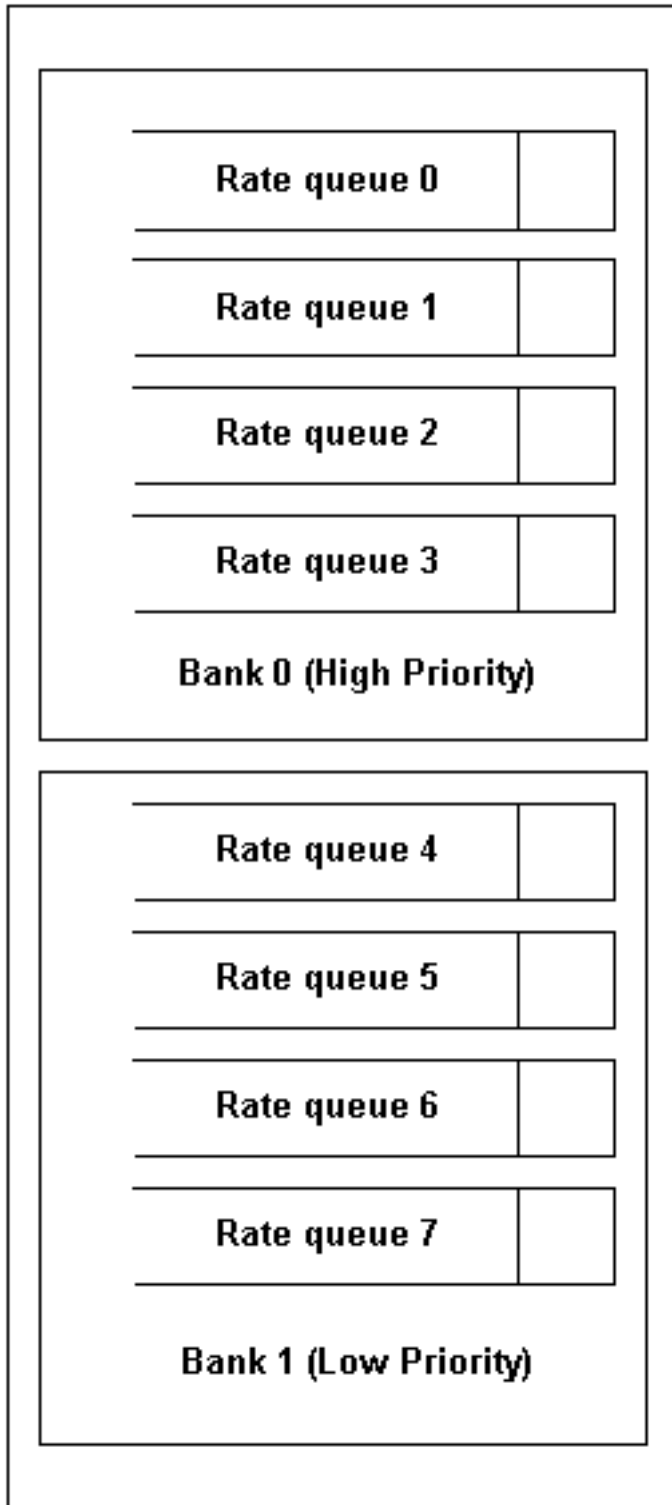 Rate queue 0
Rate queue 1
Rate queue 2
Rate queue 3
Bank 0 (High Priority)
Rate queue 4
Rate queue 5
Rate queue 6
Rate queue 7
Bank 1 (Low Priority)